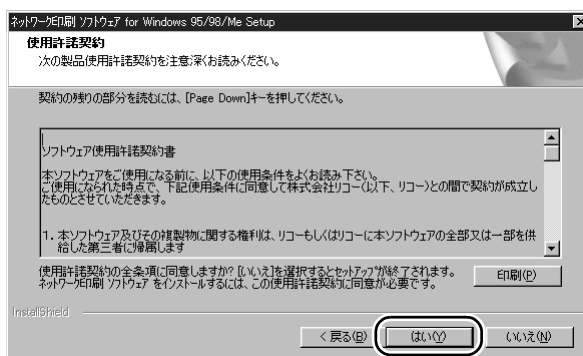 ネットワーク印刷 ソフトウェア for Windows 95/98/Me Setup
使用許諾契約
次の製品使用許諾契約を注意深くお読みください。
契約の残りの部分を読むには、[Page Down]キーを押してください。
ソフトウェア使用許諾契約書
本ソフトウェアをご使用になる前に、以下の使用条件をよくお読み下さい。
ご使用になられた時点で、下記使用条件に同意して株式会社リコー(以下、リコー)との間で契約が成立し
たものとさせていただきます。
1. 本ソフトウェア及びその複製物に関する権利は、リコーもしくはリコーに本ソフトウェアの全部又は一部を供
給した第三者に帰属します
使用許諾契約の全条項に同意しますか? [いいえ]を選択するとセットアップが終了されます。
ネットワーク印刷 ソフトウェア をインストールするには、この使用許諾契約に同意が必要です。
印刷(P)
InstallShield
< 戻る(B)
はい(Y)
いいえ(N)